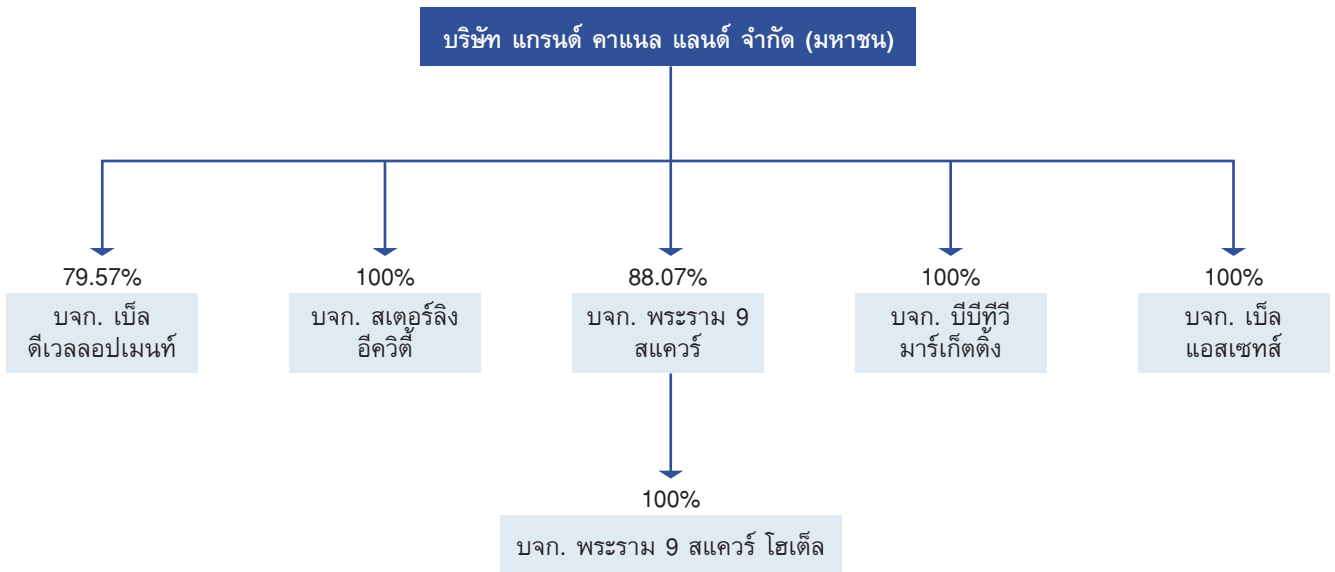 บริษัท แกรนด์ คาแนล แลนด์ จำกัด (มหาชน)
79.57%
บจก. เบ็ล
ดีเวลลอปเมนท์
100%
บจก. สเตอร์ลิง
อีควิตี้
88.07%
บจก. พระราม 9
สแควร์
100%
บจก. บีบีทีวี
มาร์เก็ตติ้ง
100%
บจก. เบ็ล
แอสเซทส์
100%
บจก. พระราม 9 สแควร์ โฮเต็ล